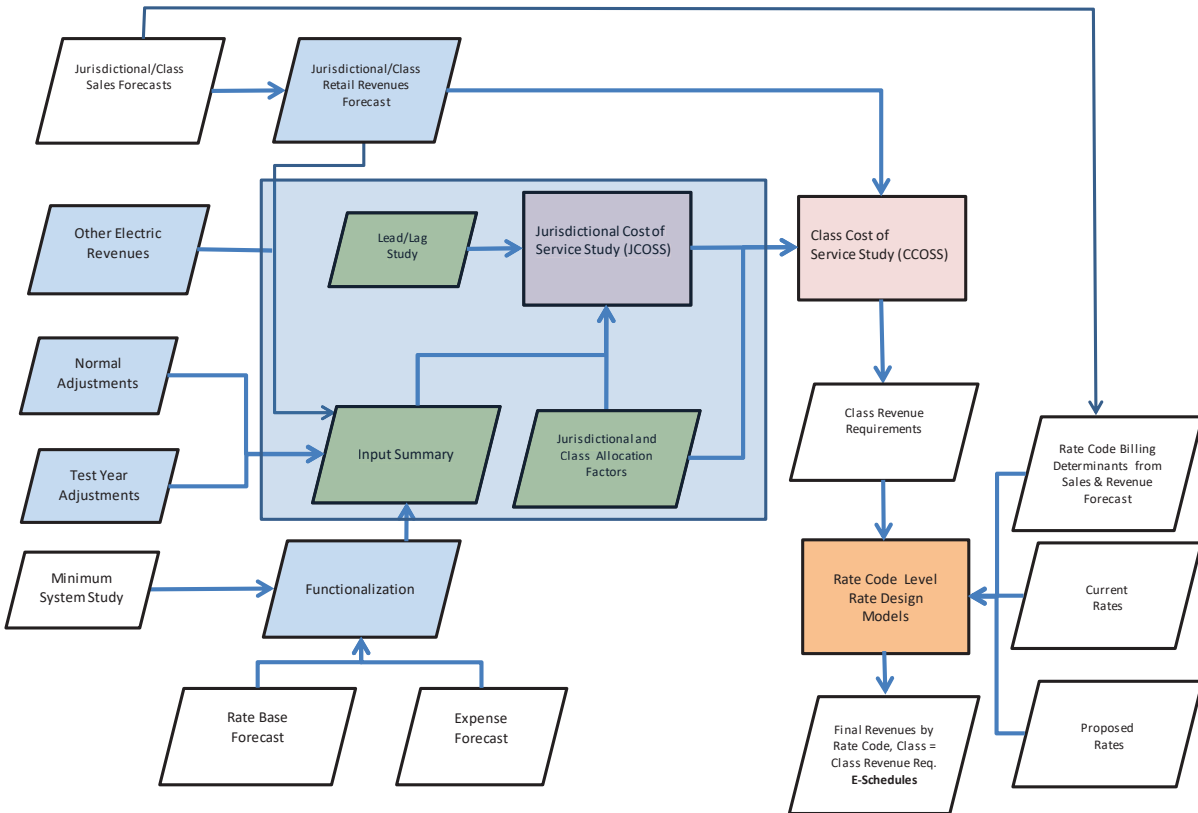 Jurisdictional/Class
Sales Forecasts
Jurisdictional/Class
Retail Revenues
Forecast
Other Electric
Revenues
Lead/Lag
Study
Jurisdictional Cost of
Service Study (JCOSS)
Class Cost of
Service Study (CCOSS)
Normal
Adjustments
Test Year
Adjustments
Input Summary
Jurisdictional and
Class Allocation
Factors
Class Revenue
Requirements
Rate Code Billing
Determinants from
Sales & Revenue
Forecast
Minimum
System Study
Functionalization
Rate Code Level
Rate Design
Models
Current
Rates
Rate Base
Forecast
Expense
Forecast
Final Revenues by
Rate Code, Class =
Class Revenue Req.
E-Schedules
Proposed
Rates